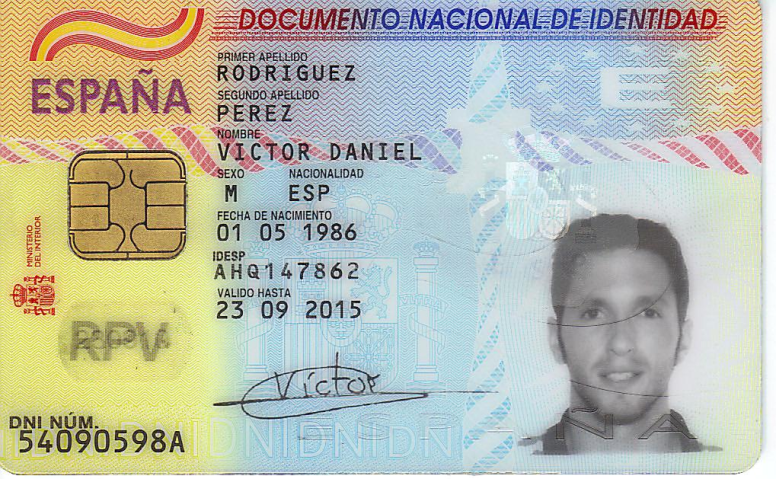 DOCUMENTO NACIONAL DE IDENTIDAD
ESPAÑA
PRIMER APELLIDO
RODRIGUEZ
SEGUNDO APELLIDO
PEREZ
NOMBRE
VICTOR DANIEL
SEXO NACIONALIDAD
M ESP
FECHA DE NACIMIENTO
01 05 1986
IDESP
AHQ147862
VALIDO HASTA
23 09 2015
MINISTERIO
DEL INTERIOR
RPV
Víctor
DNI NÚM.
54090598A